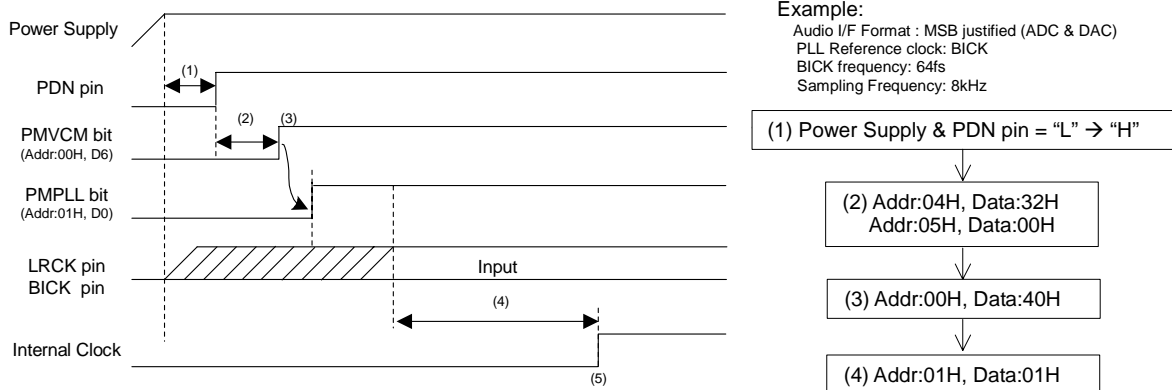 Power Supply
(1)
PDN pin
(2)
(3)
PMVCM bit
(Addr:00H, D6)
PMPLL bit
(Addr:01H, D0)
LRCK pin
BICK pin
Input
(4)
Internal Clock
(5)
Example:
Audio I/F Format : MSB justified (ADC & DAC)
PLL Reference clock: BICK
BICK frequency: 64fs
Sampling Frequency: 8kHz
(1) Power Supply & PDN pin = “L” → “H”
(2) Addr:04H, Data:32H
Addr:05H, Data:00H
(3) Addr:00H, Data:40H
(4) Addr:01H, Data:01H